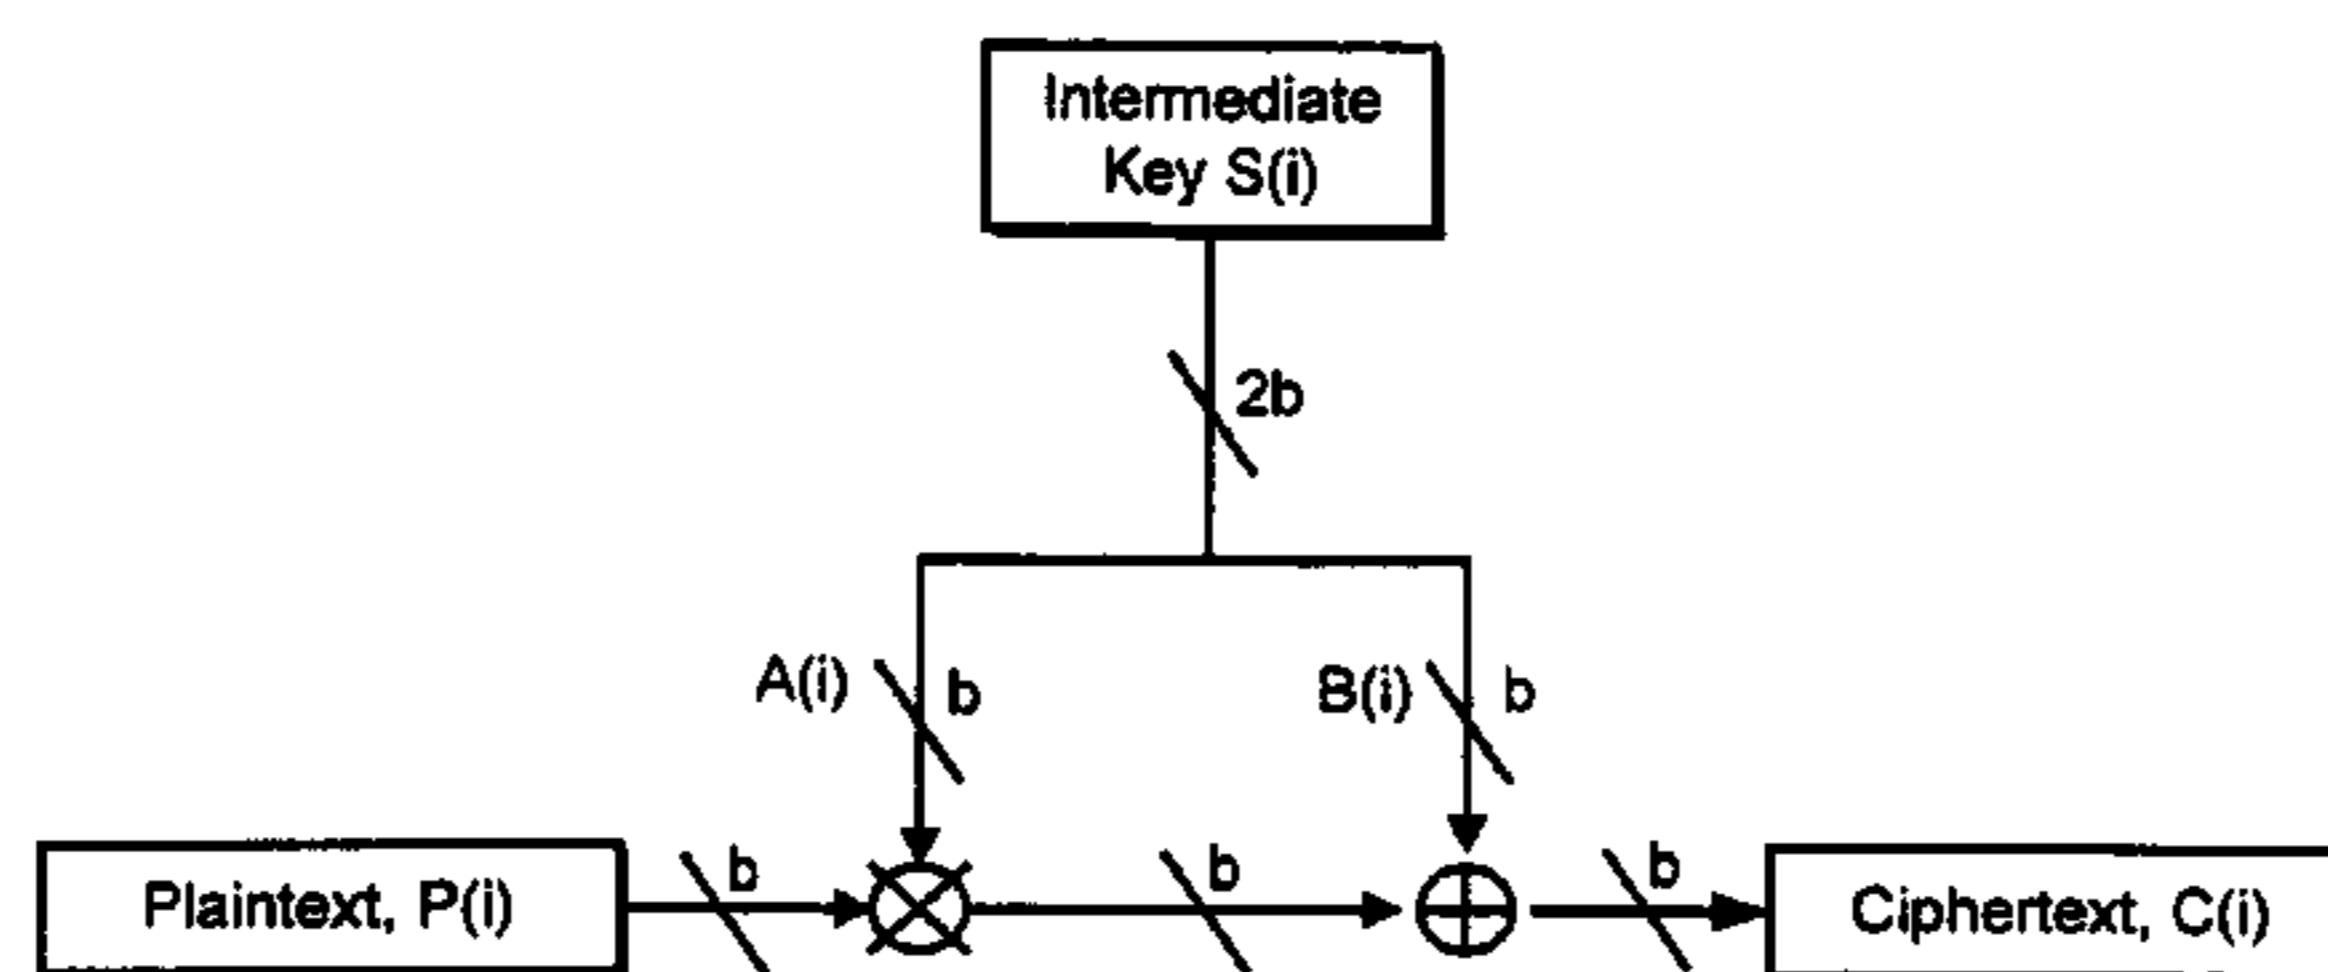 Intermediate
Key S(i)
2b
A(i)
b
B(i)
b
Plaintext, P(i)
b
b
b
Ciphertext, C(i)